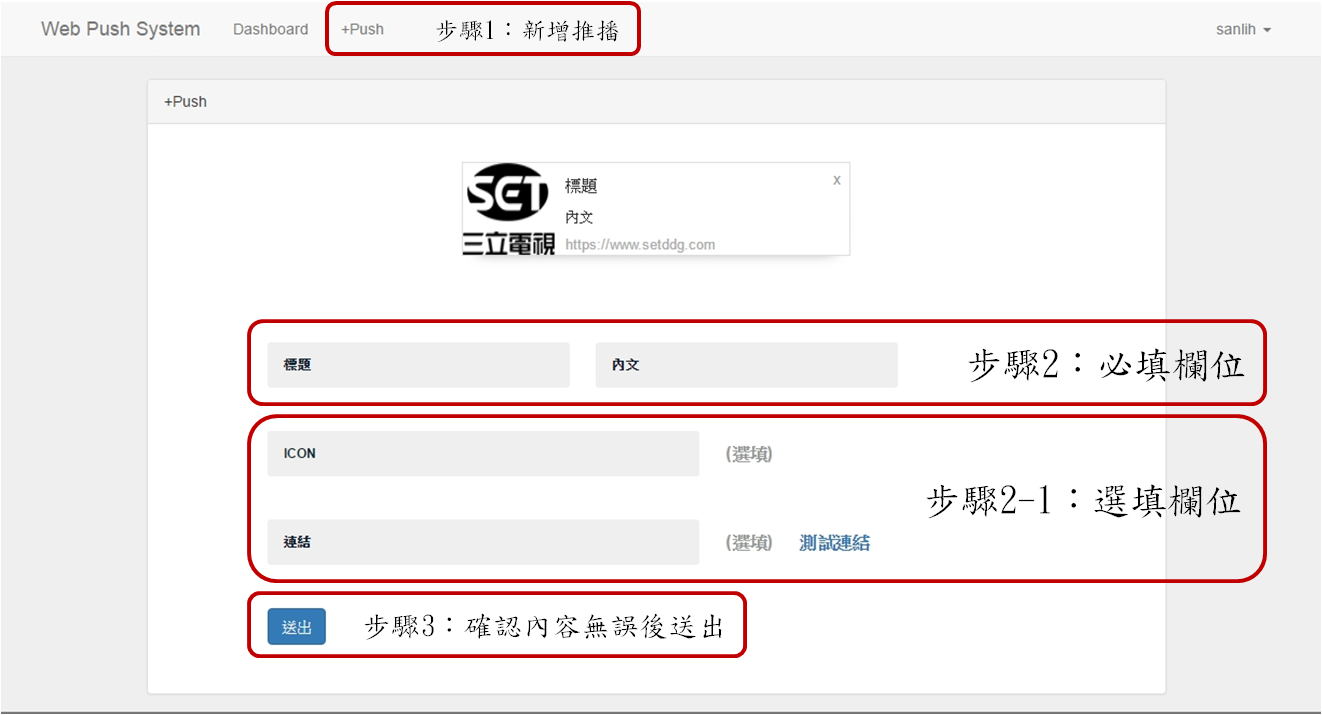 Web Push System Dashboard +Push 步驟1：新增推播 sanlih
+Push
SET 標題 x
內文
三立電視 https://www.setddg.com
標題 內文 步驟2：必填欄位
ICON (選填)
步驟2-1：選填欄位
連結 (選填) 測試連結
送出 步驟3：確認內容無誤後送出